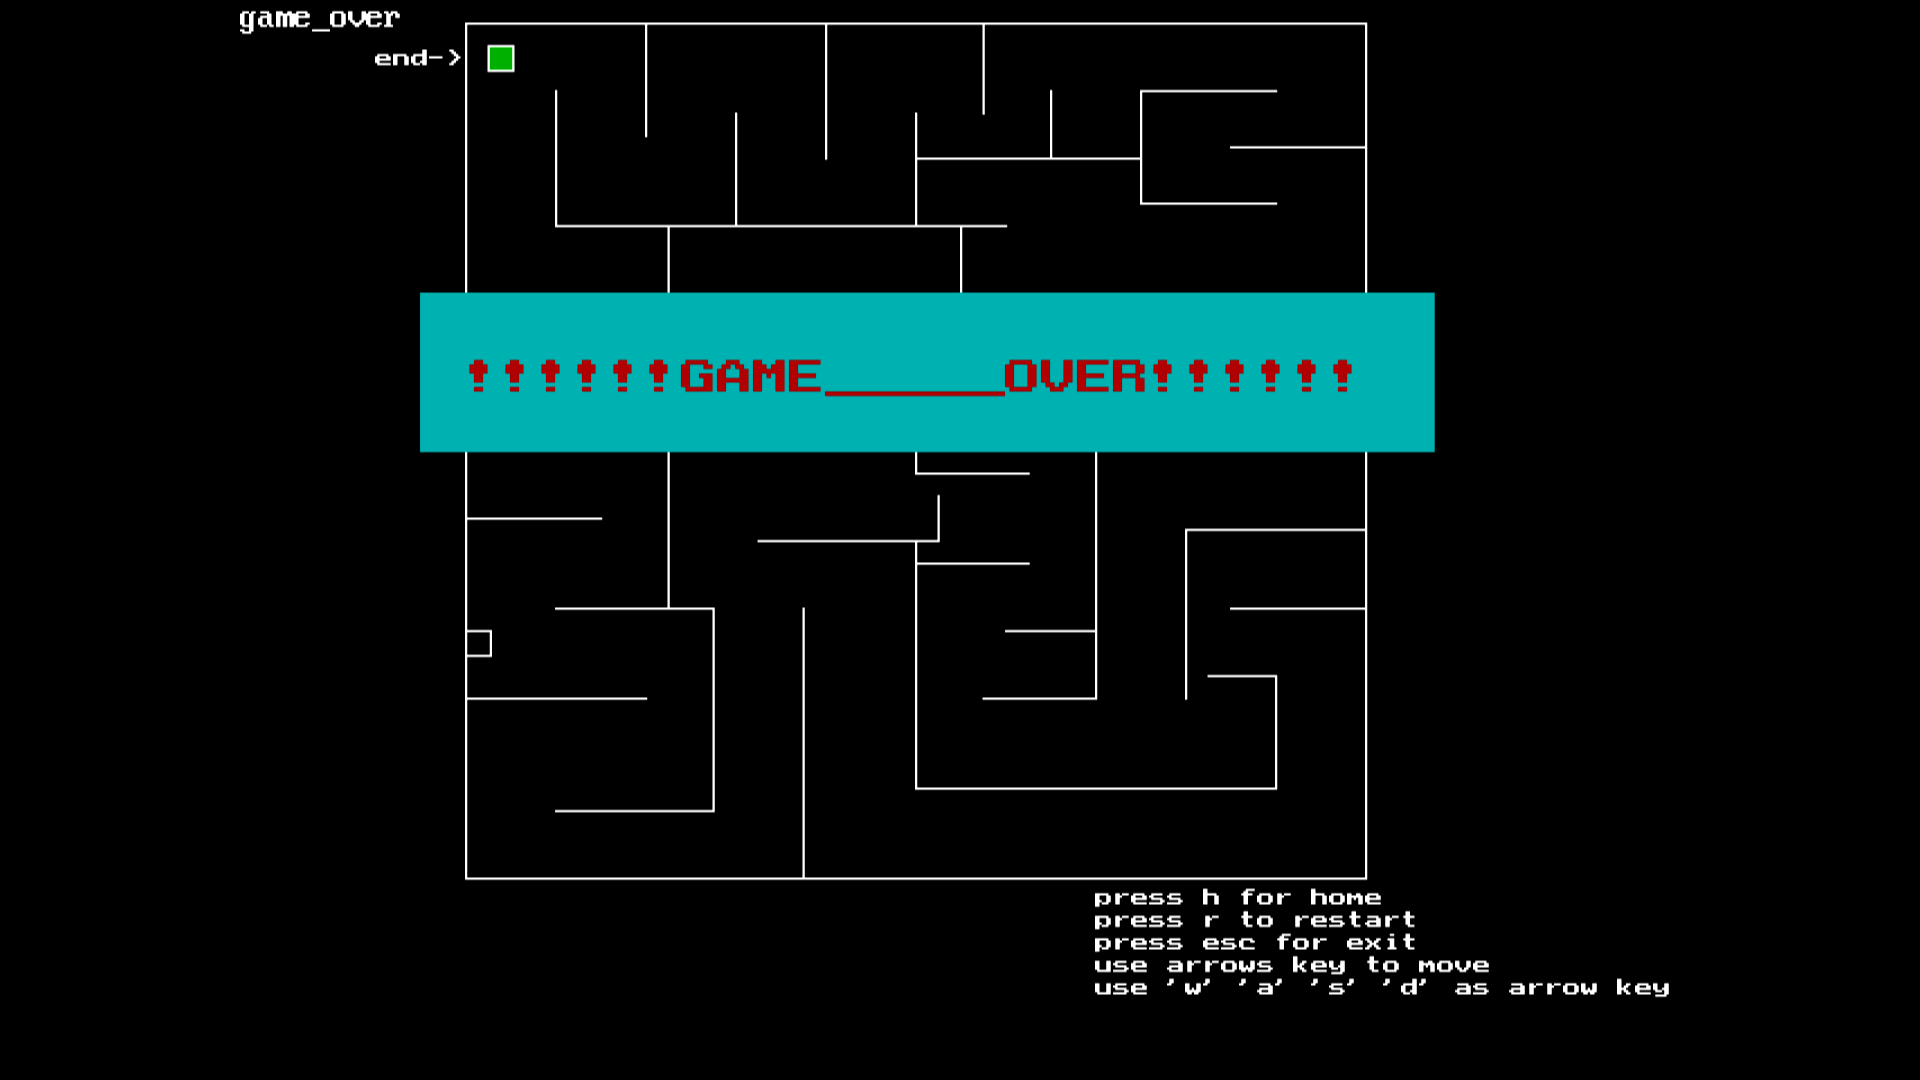 game_over
end->
!!!!!!GAME_____OVER!!!!!!
press h for home
press r to restart
press esc for exit
use arrows key to move
use 'w' 'a' 's' 'd' as arrow key